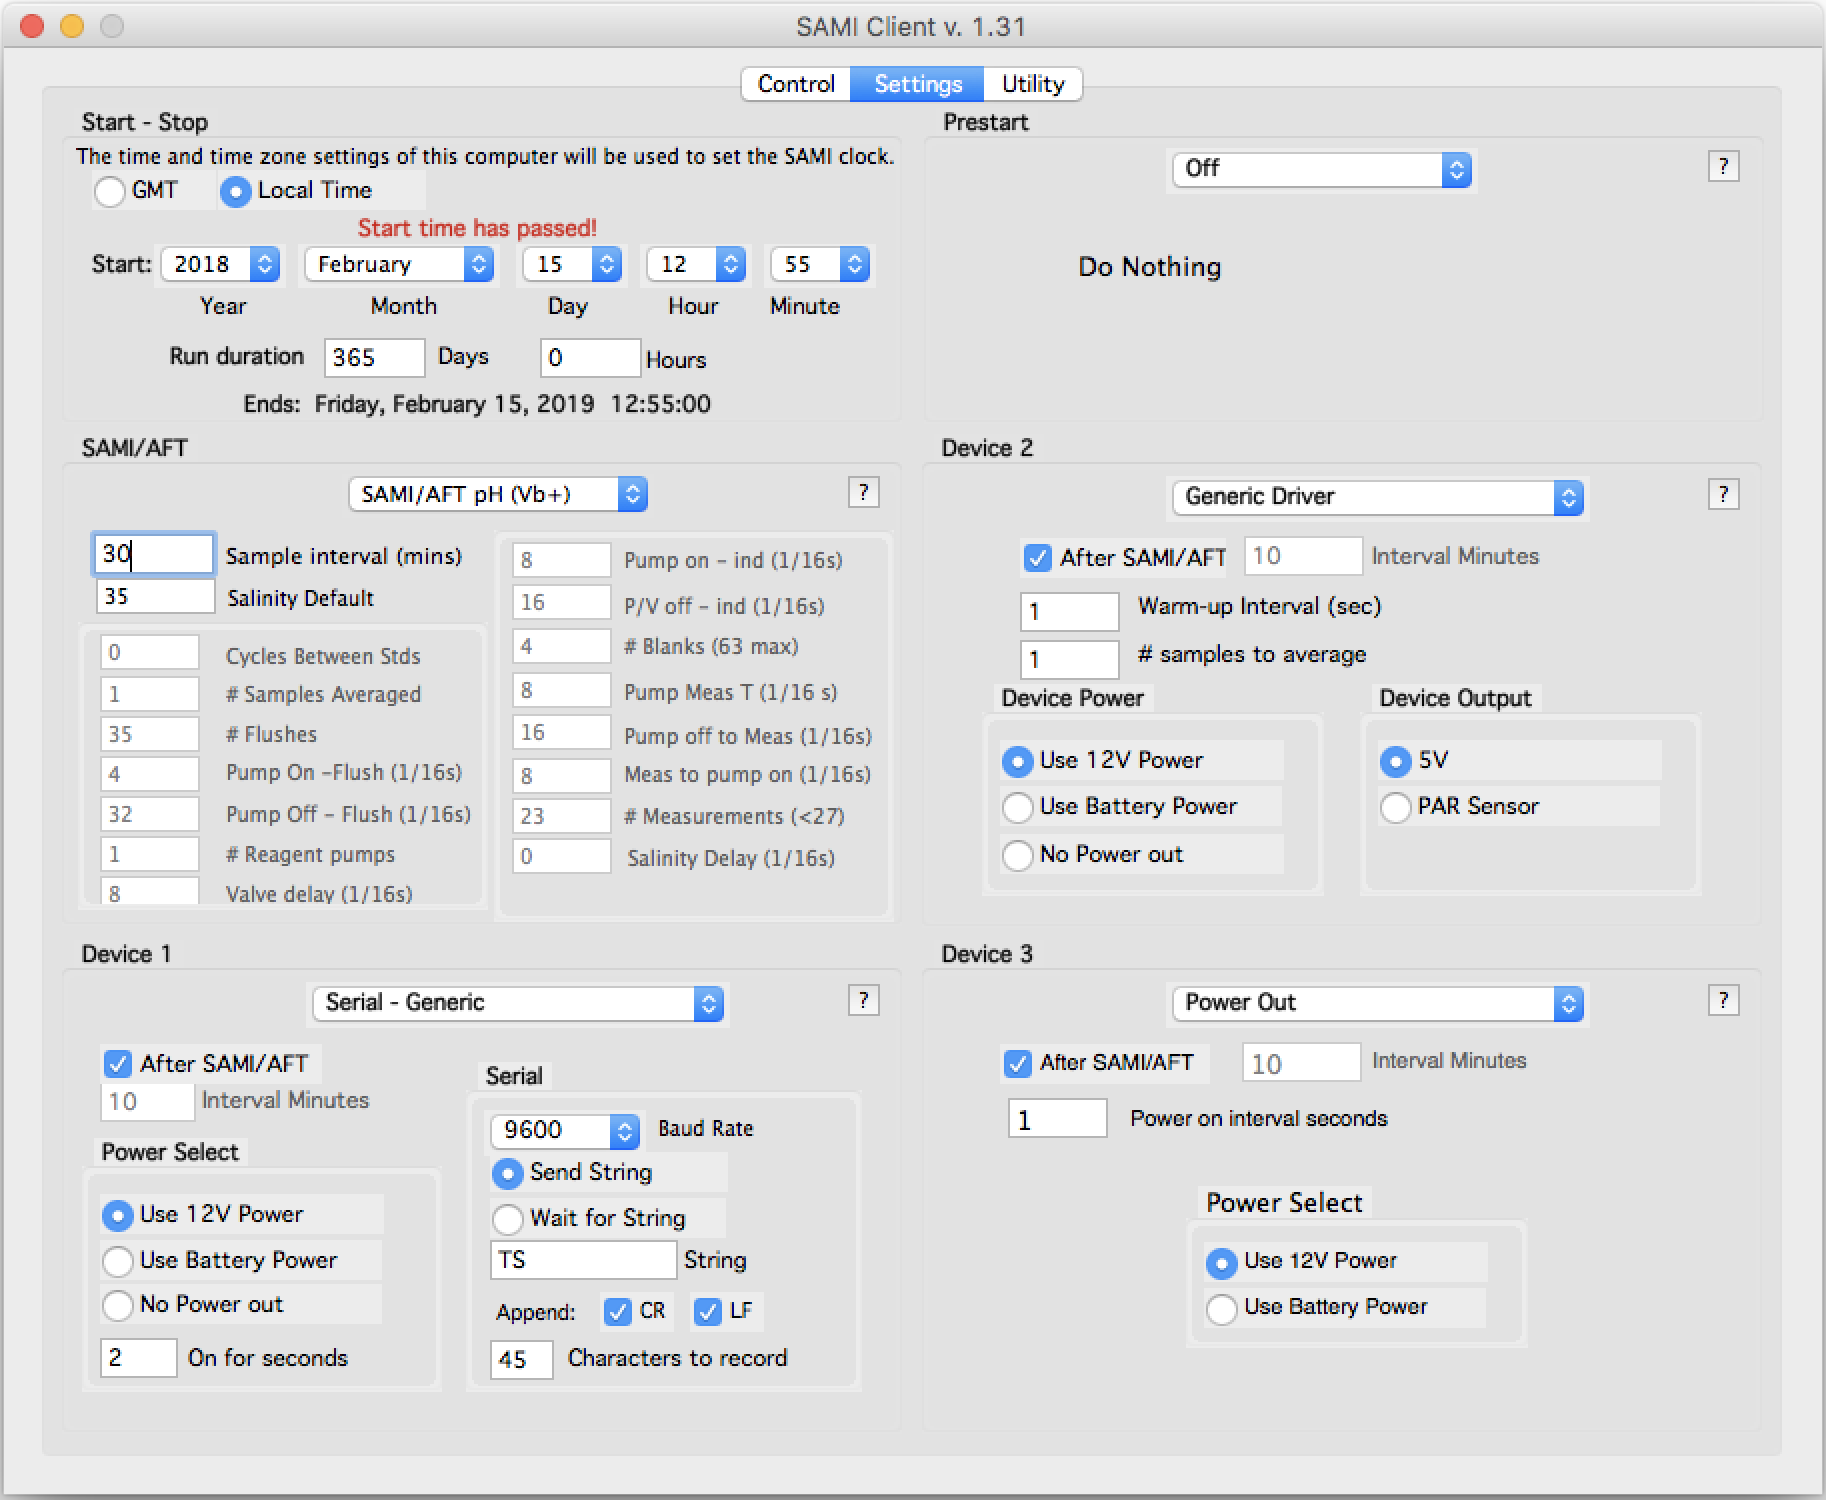 SAMI Client v. 1.31
Control Settings Utility
Start - Stop
The time and time zone settings of this computer will be used to set the SAMI clock.
GMT Local Time
Start time has passed!
Start: 2018 February 15 12 55
Year Month Day Hour Minute
Run duration 365 Days 0 Hours
Ends: Friday, February 15, 2019 12:55:00
Prestart
Off ?
Do Nothing
SAMI/AFT
SAMI/AFT pH (Vb+) ?
30 Sample interval (mins)
35 Salinity Default
0 Cycles Between Stds
1 # Samples Averaged
35 # Flushes
4 Pump On -Flush (1/16s)
32 Pump Off - Flush (1/16s)
1 # Reagent pumps
8 Valve delay (1/16s)
8 Pump on - ind (1/16s)
16 P/V off - ind (1/16s)
4 # Blanks (63 max)
8 Pump Meas T (1/16 s)
16 Pump off to Meas (1/16s)
8 Meas to pump on (1/16s)
23 # Measurements (<27)
0 Salinity Delay (1/16s)
Device 2
Generic Driver ?
After SAMI/AFT 10 Interval Minutes
1 Warm-up Interval (sec)
1 # samples to average
Device Power
Use 12V Power
Use Battery Power
No Power out
Device Output
5V
PAR Sensor
Device 1
Serial - Generic ?
After SAMI/AFT
10 Interval Minutes
Power Select
Use 12V Power
Use Battery Power
No Power out
2 On for seconds
Serial
9600 Baud Rate
Send String
Wait for String
TS String
Append: CR LF
45 Characters to record
Device 3
Power Out ?
After SAMI/AFT 10 Interval Minutes
1 Power on interval seconds
Power Select
Use 12V Power
Use Battery Power